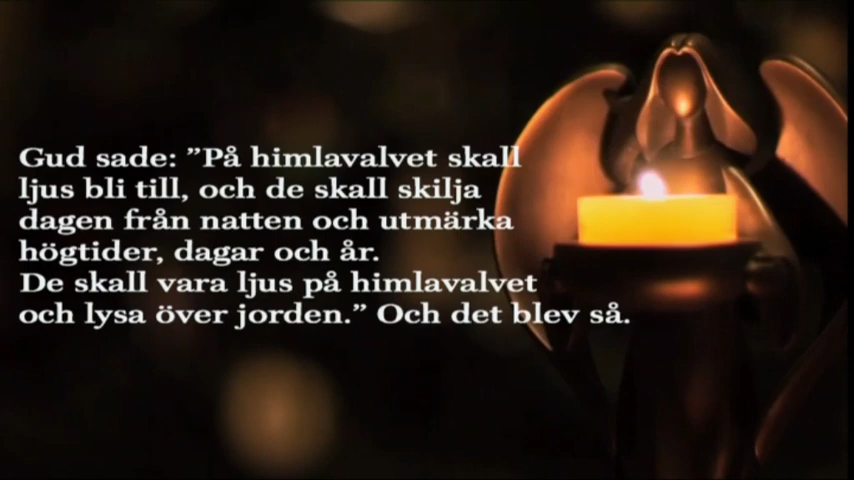 Gud sade: ”På himlavalvet skall
ljus bli till, och de skall skilja
dagen från natten och utmärka
högtider, dagar och år.
De skall vara ljus på himlavalvet
och lysa över jorden.” Och det blev så.